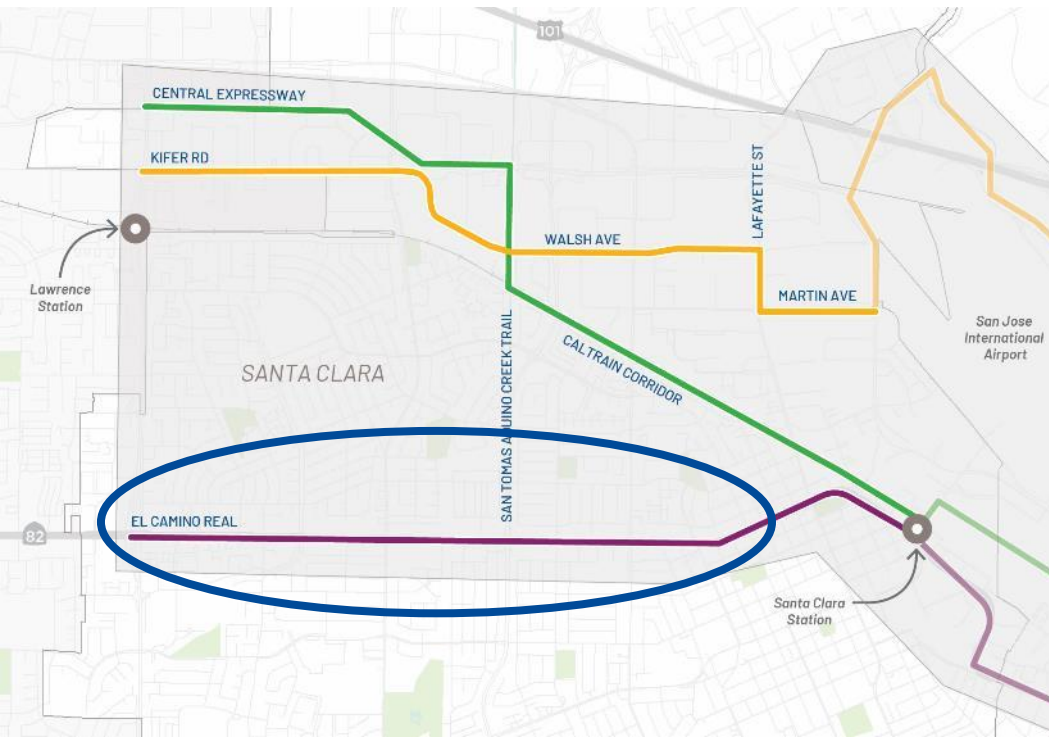 101
CENTRAL EXPRESSWAY
KIFER RD
LAFAYETTE ST
WALSH AVE
Lawrence
Station
MARTIN AVE
San Jose
International
Airport
SAN TOMAS AQUINO CREEK TRAIL
CALTRAIN CORRIDOR
SANTA CLARA
EL CAMINO REAL
82
Santa Clara
Station